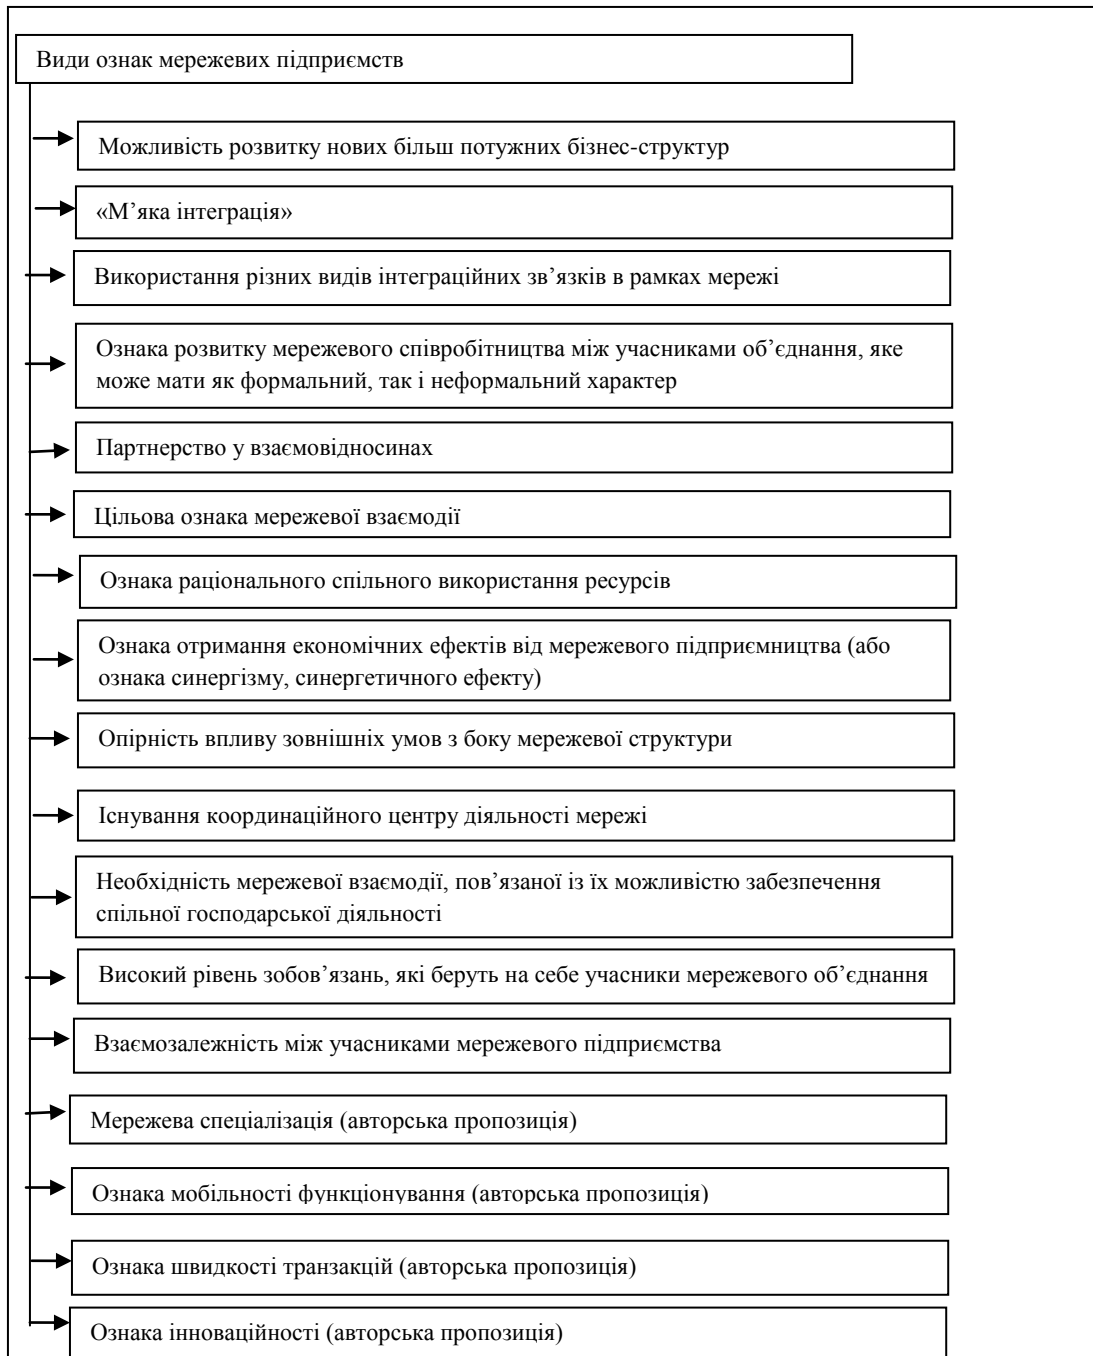 Види ознак мережевих підприємств
Можливість розвитку нових більш потужних бізнес-структур
«М’яка інтеграція»
Використання різних видів інтеграційних зв’язків в рамках мережі
Ознака розвитку мережевого співробітництва між учасниками об’єднання, яке
може мати як формальний, так і неформальний характер
Партнерство у взаємовідносинах
Цільова ознака мережевої взаємодії
Ознака раціонального спільного використання ресурсів
Ознака отримання економічних ефектів від мережевого підприємництва (або
ознака синергізму, синергетичного ефекту)
Опірність впливу зовнішніх умов з боку мережевої структури
Існування координаційного центру діяльності мережі
Необхідність мережевої взаємодії, пов’язаної із їх можливістю забезпечення
спільної господарської діяльності
Високий рівень зобов’язань, які беруть на себе учасники мережевого об’єднання
Взаємозалежність між учасниками мережевого підприємства
Мережева спеціалізація (авторська пропозиція)
Ознака мобільності функціонування (авторська пропозиція)
Ознака швидкості транзакцій (авторська пропозиція)
Ознака інноваційності (авторська пропозиція)